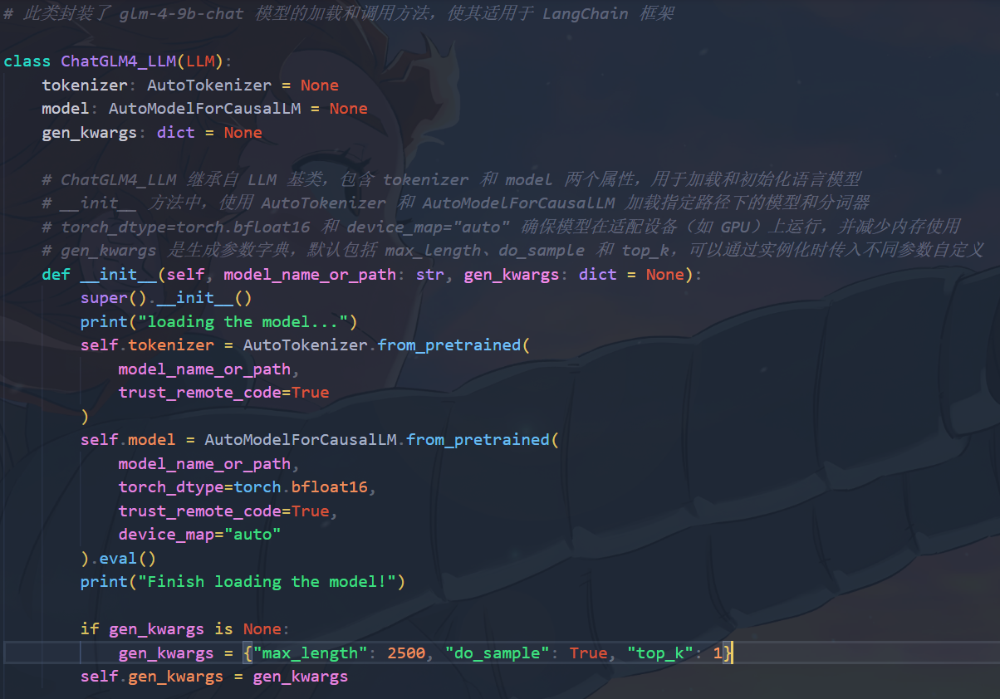 # 此类封装了 glm-4-9b-chat 模型的加载和调用方法，使其适用于 LangChain 框架
class ChatGLM4_LLM(LLM):
    tokenizer: AutoTokenizer = None
    model: AutoModelForCausalLM = None
    gen_kwargs: dict = None
    # ChatGLM4_LLM 继承自 LLM 基类，包含 tokenizer 和 model 两个属性，用于加载和初始化语言模型
    # __init__ 方法中，使用 AutoTokenizer 和 AutoModelForCausalLM 加载指定路径下的模型和分词器
    # torch_dtype=torch.bfloat16 和 device_map="auto" 确保模型在适配设备（如 GPU）上运行，并减少内存使用
    # gen_kwargs 是生成参数字典，默认包括 max_length、do_sample 和 top_k，可以通过实例化时传入不同参数自定义
    def __init__(self, model_name_or_path: str, gen_kwargs: dict = None):
        super().__init__()
        print("loading the model...")
        self.tokenizer = AutoTokenizer.from_pretrained(
            model_name_or_path,
            trust_remote_code=True
        )
        self.model = AutoModelForCausalLM.from_pretrained(
            model_name_or_path,
            torch_dtype=torch.bfloat16,
            trust_remote_code=True,
            device_map="auto"
        ).eval()
        print("Finish loading the model!")
        if gen_kwargs is None:
            gen_kwargs = {"max_length": 2500, "do_sample": True, "top_k": 1}
        self.gen_kwargs = gen_kwargs